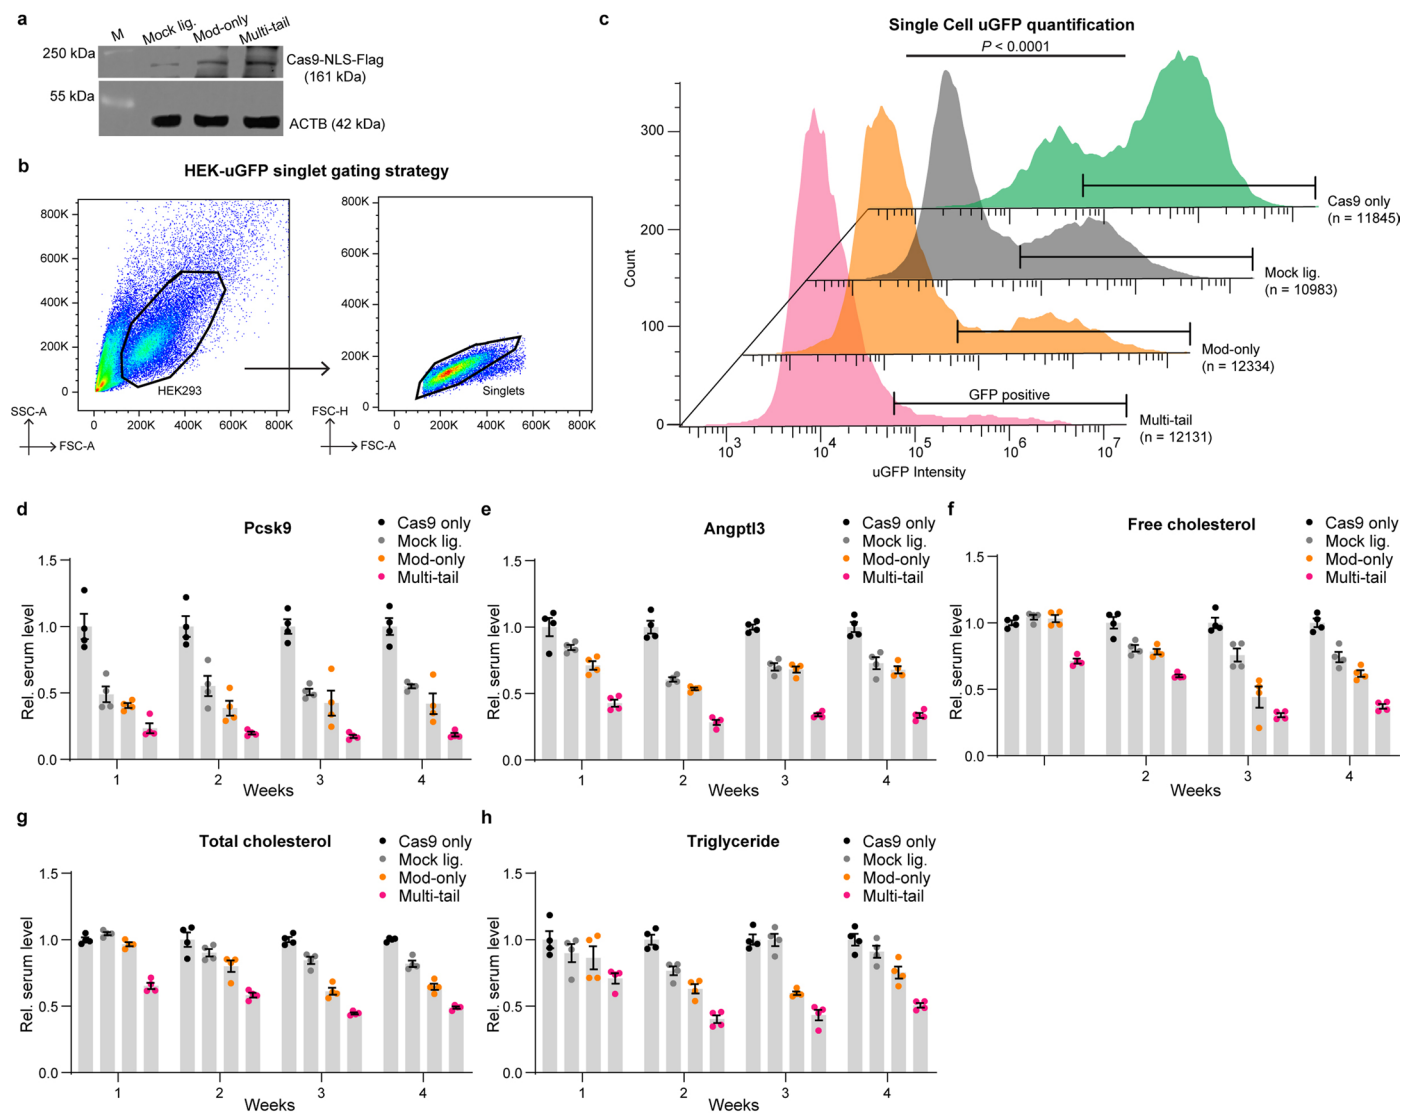 a
M
Mock lig.
Mod-only
Multi-tail
250 kDa
Cas9-NLS-Flag
(161 kDa)
55 kDa
ACTB (42 kDa)
b
HEK-uGFP singlet gating strategy
800K
600K
400K
200K
0
HEK293
0 200K 400K 600K 800K
SSC-A
FSC-A
800K
600K
400K
200K
0
Singlets
0 200K 400K 600K 800K
FSC-H
FSC-A
c
Single Cell uGFP quantification
P < 0.0001
300
200
100
0
Count
Cas9 only
(n = 11845)
Mock lig.
(n = 10983)
Mod-only
(n = 12334)
GFP positive
Multi-tail
(n = 12131)
10³ 10⁴ 10⁵ 10⁶ 10⁷
uGFP Intensity
d
Pcsk9
Cas9 only
Mock lig.
Mod-only
Multi-tail
1.5
1.0
0.5
0.0
Rel. serum level
1 2 3 4
Weeks
e
Angptl3
Cas9 only
Mock lig.
Mod-only
Multi-tail
1.5
1.0
0.5
0.0
Rel. serum level
1 2 3 4
Weeks
f
Free cholesterol
Cas9 only
Mock lig.
Mod-only
Multi-tail
1.5
1.0
0.5
0.0
Rel. serum level
2 3 4
Weeks
g
Total cholesterol
Cas9 only
Mock lig.
Mod-only
Multi-tail
1.5
1.0
0.5
0.0
Rel. serum level
1 2 3 4
Weeks
h
Triglyceride
Cas9 only
Mock lig.
Mod-only
Multi-tail
1.5
1.0
0.5
0.0
Rel. serum level
1 2 3 4
Weeks